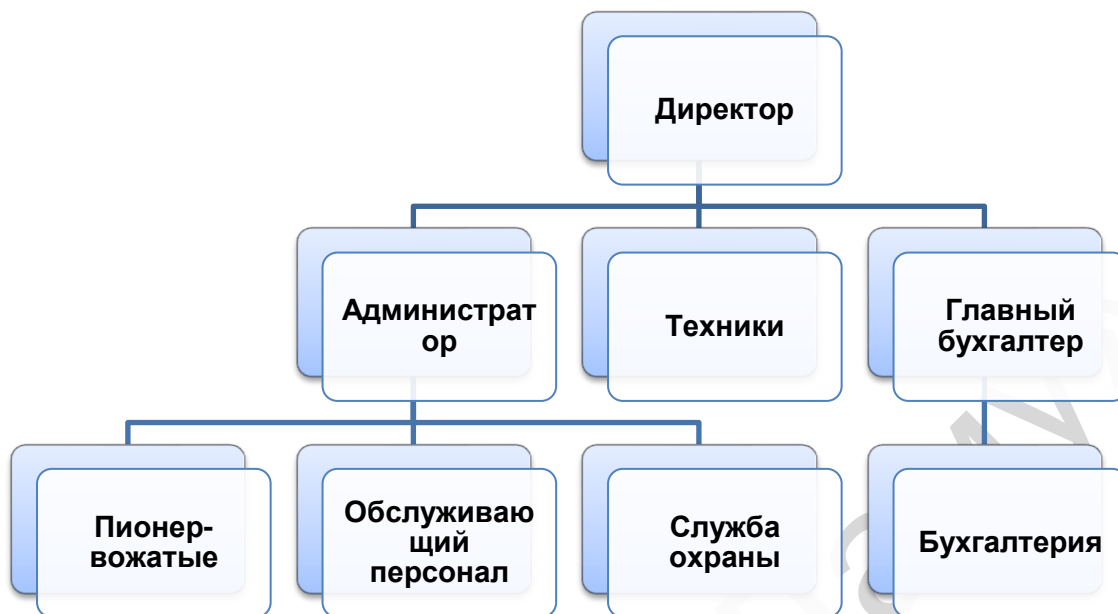 Директор
Администрат
ор
Техники
Главный
бухгалтер
Пионер-
вожатые
Обслуживаю
щий
персонал
Служба
охраны
Бухгалтерия